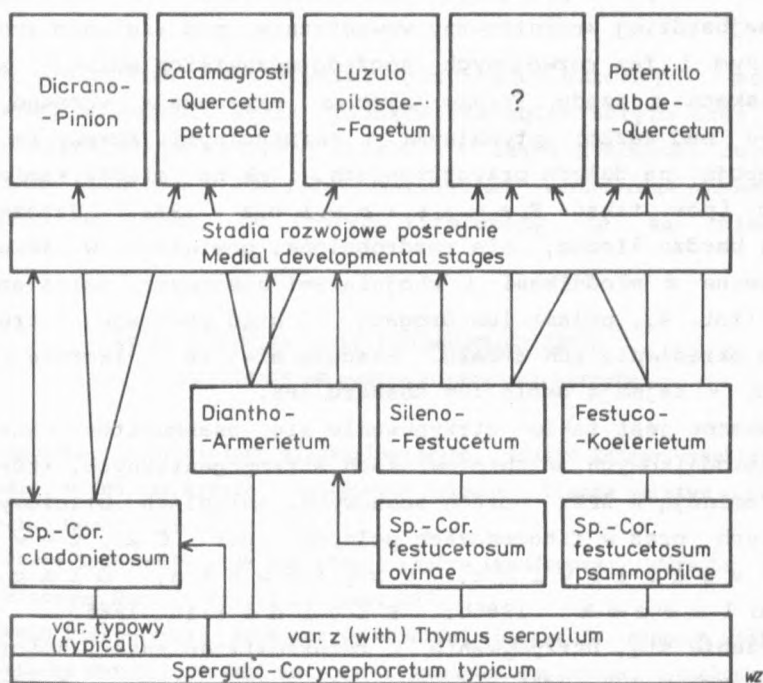 Dicrano-
-Pinion
Calamagrosti
-Quercetum
petraeae
Luzulo
pilosae-
-Fagetum
?
Potentillo
albae-
-Quercetum
Stadia rozwojowe pośrednie
Medial developmental stages
Diantho-
-Armerietum
Sileno-
-Festucetum
Festuco-
-Koelerietum
Sp.-Cor.
cladonietosum
Sp.-Cor.
festucetosum
ovinae
Sp.-Cor.
festucetosum
psammophilae
var. typowy
(typical)
var. z (with) Thymus serpyllum
Spergulo-Corynephoretum typicum
WZ